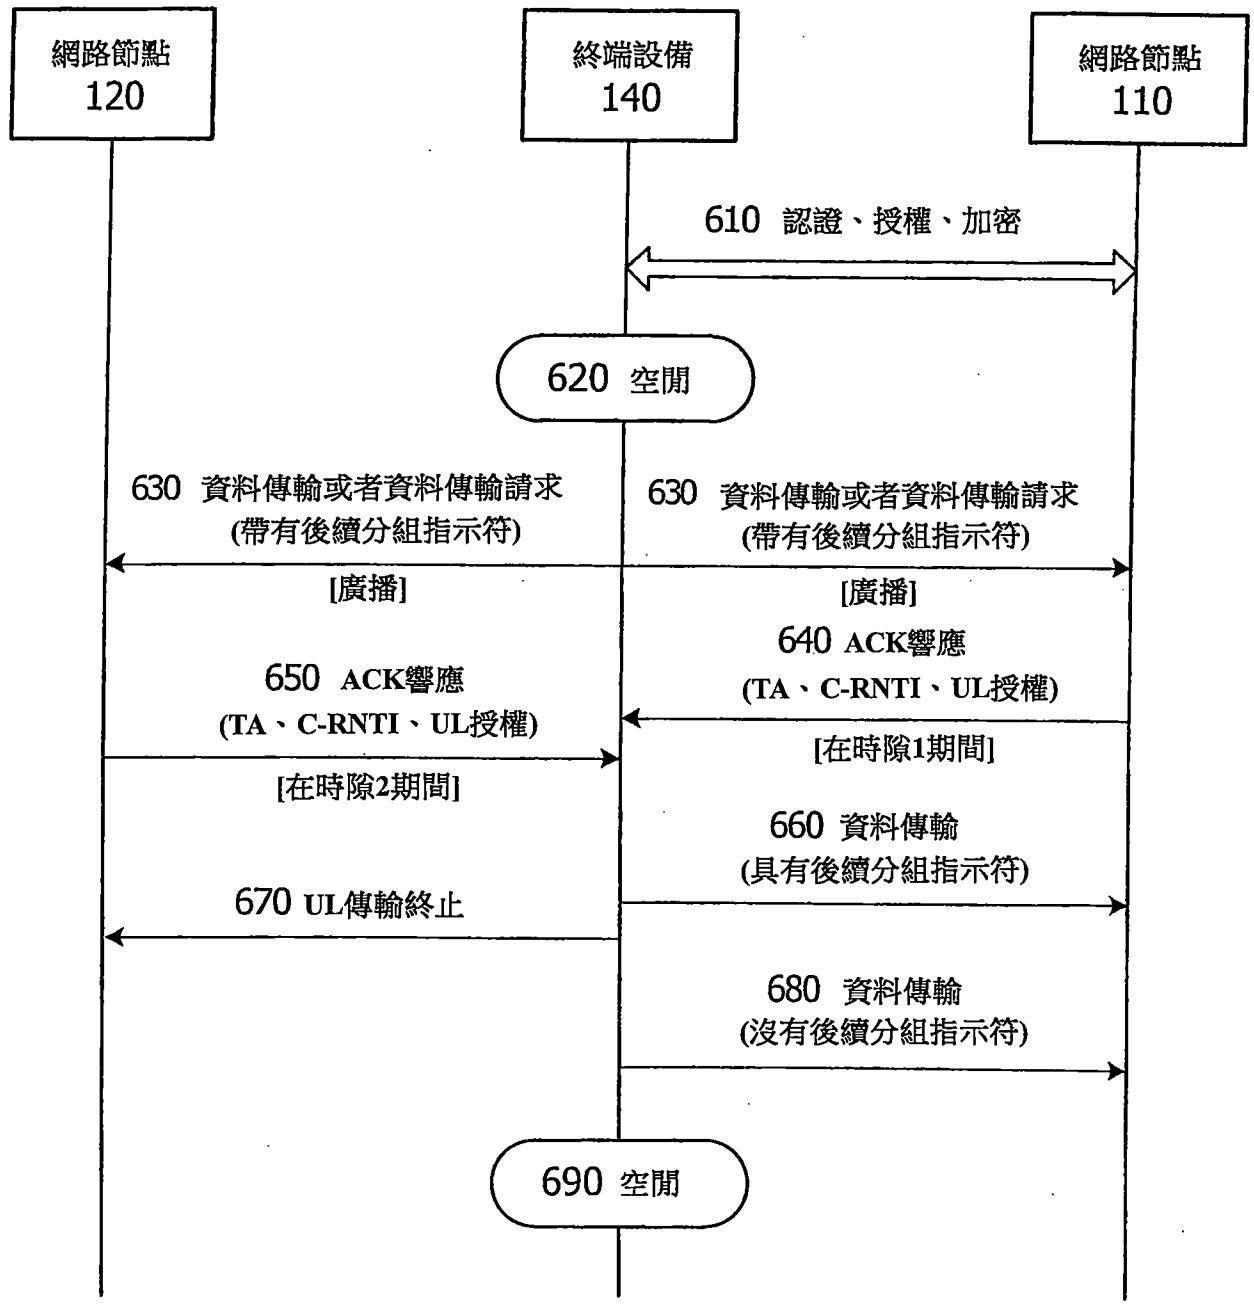 網路節點
120
終端設備
140
網路節点
110
610 認證、授權、加密
620 空閒
630 資料傳輸或者資料傳輸請求
(帶有後續分組指示符)
[廣播]
630 資料傳輸或者資料傳輸請求
(帶有後續分組指示符)
[廣播]
640 ACK響應
(TA、C-RNTI、UL授權)
[在時隙1期間]
650 ACK響應
(TA、C-RNTI、UL授權)
[在時隙2期間]
660 資料傳輸
(具有後續分組指示符)
670 UL傳輸終止
680 資料傳輸
(沒有後續分組指示符)
690 空閒